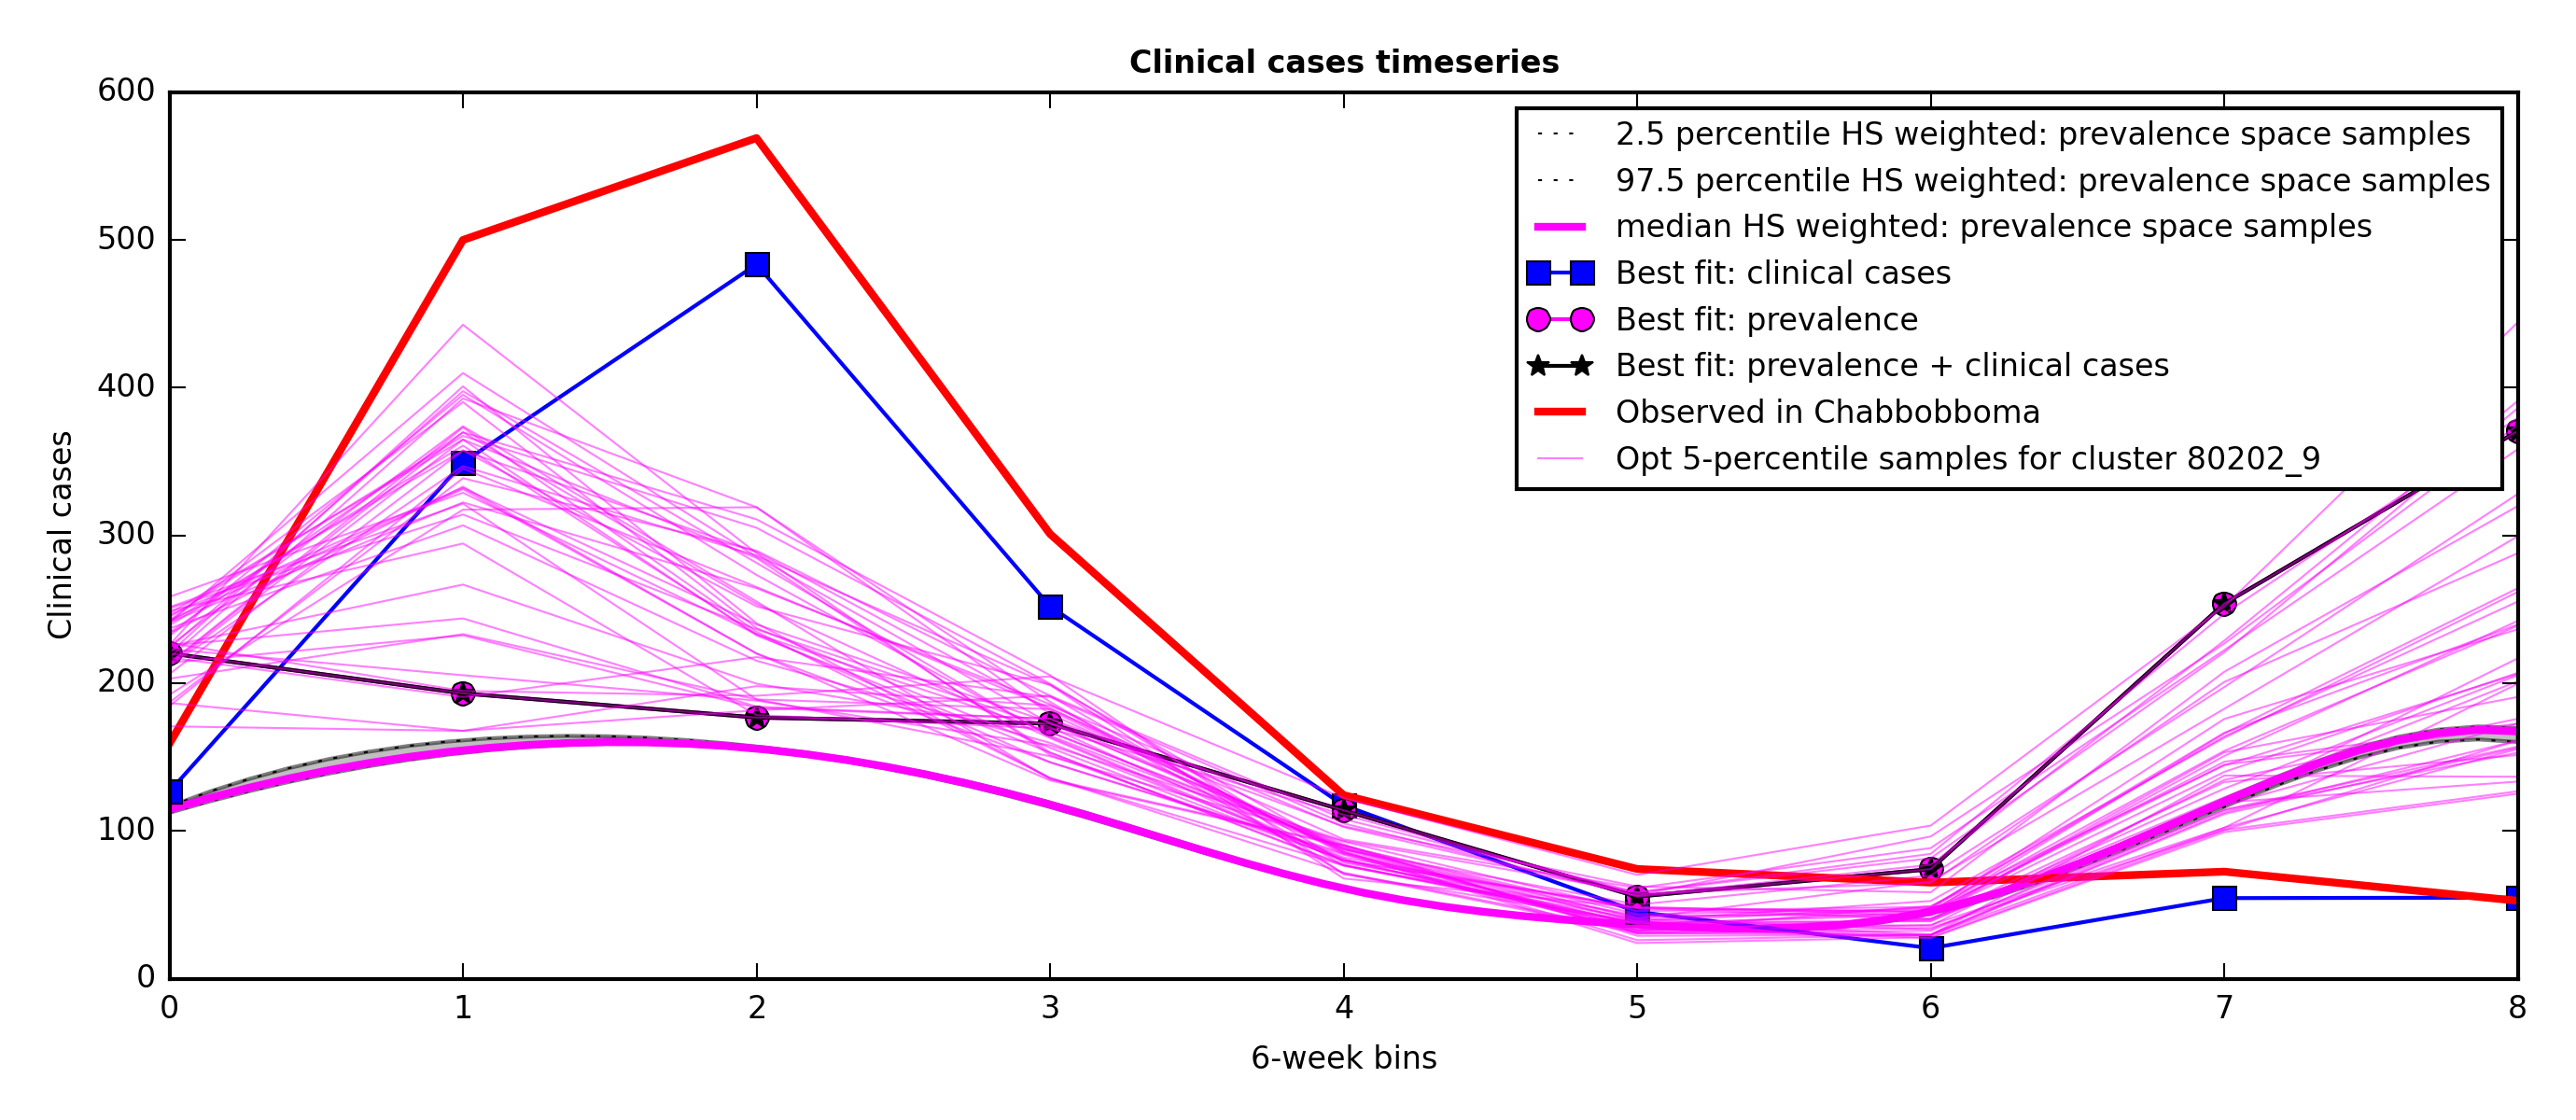 Clinical cases timeseries
600
500
400
300
200
100
0
Clinical cases
2.5 percentile HS weighted: prevalence space samples
97.5 percentile HS weighted: prevalence space samples
median HS weighted: prevalence space samples
Best fit: clinical cases
Best fit: prevalence
Best fit: prevalence + clinical cases
Observed in Chabbobboma
Opt 5-percentile samples for cluster 80202_9
0 1 2 3 4 5 6 7 8
6-week bins